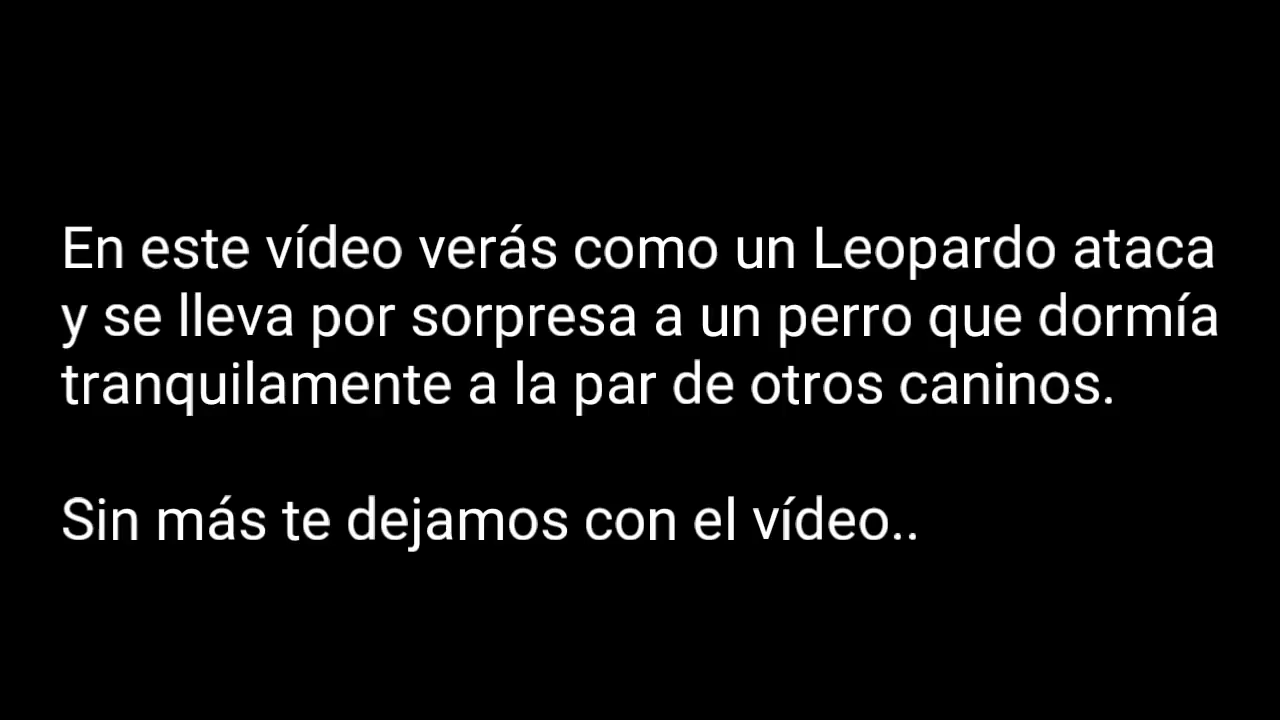 En este vídeo verás como un Leopardo ataca
y se lleva por sorpresa a un perro que dormía
tranquilamente a la par de otros caninos.
Sin más te dejamos con el vídeo..